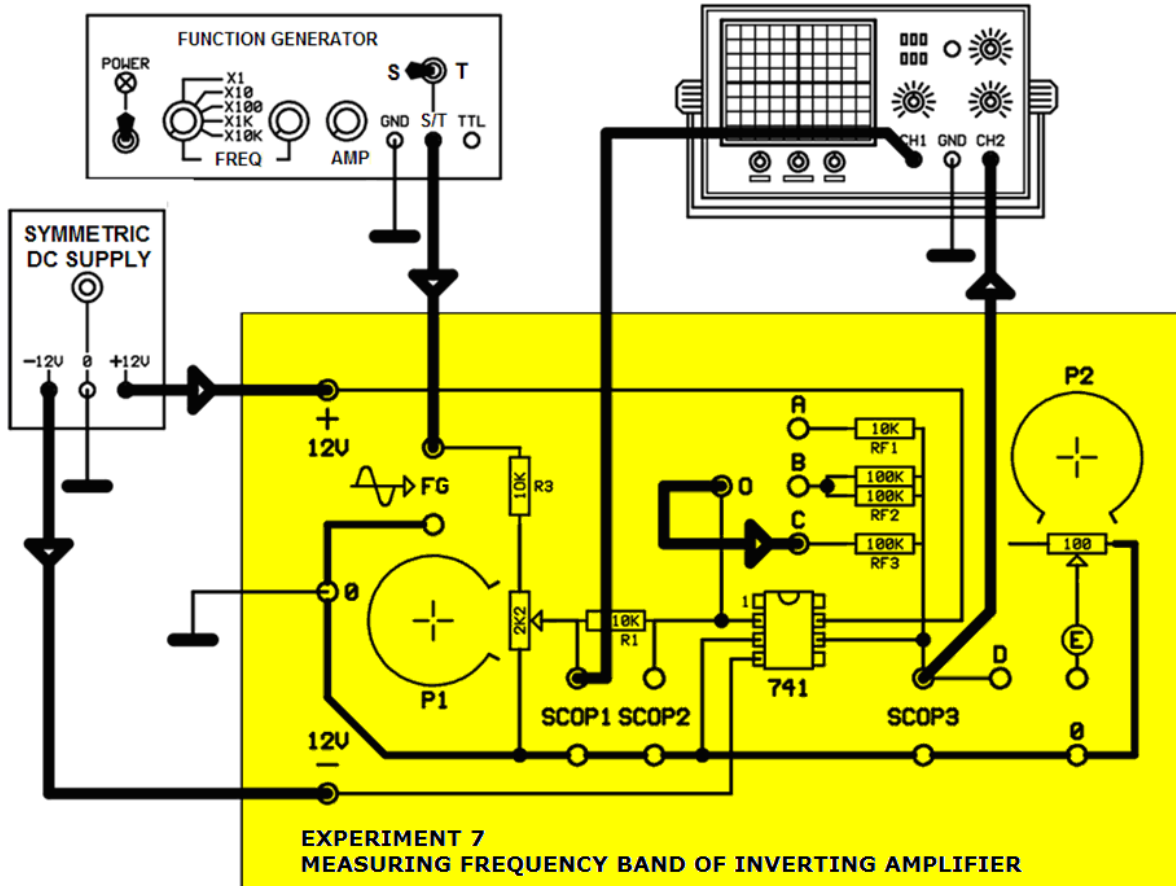 FUNCTION GENERATOR
POWER
X1
X10
X100
X1K
X10K
FREQ
AMP
S T
GND S/T TTL
CH1 GND CH2
SYMMETRIC
DC SUPPLY
-12V 0 +12V
+
12V
FG
10K
R3
0
2K2
P1
12V
-
A
10K
RF1
B
100K
100K
RF2
O
C
100K
RF3
P2
100
10K
R1
1
741
E
D
SCOP1 SCOP2
SCOP3
0
EXPERIMENT 7
MEASURING FREQUENCY BAND OF INVERTING AMPLIFIER